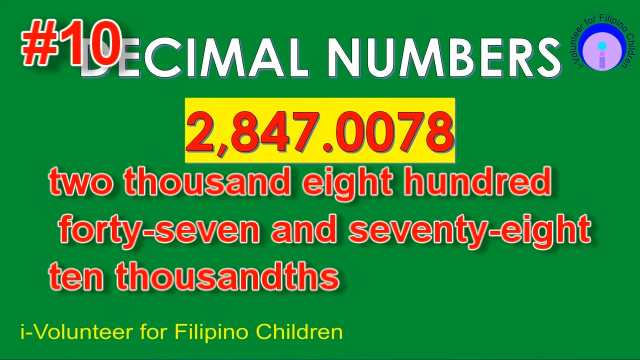 #10
DECIMAL NUMBERS
i-Volunteer for Filipino Children
2,847.0078
two thousand eight hundred
forty-seven and seventy-eight
ten thousandths
i-Volunteer for Filipino Children